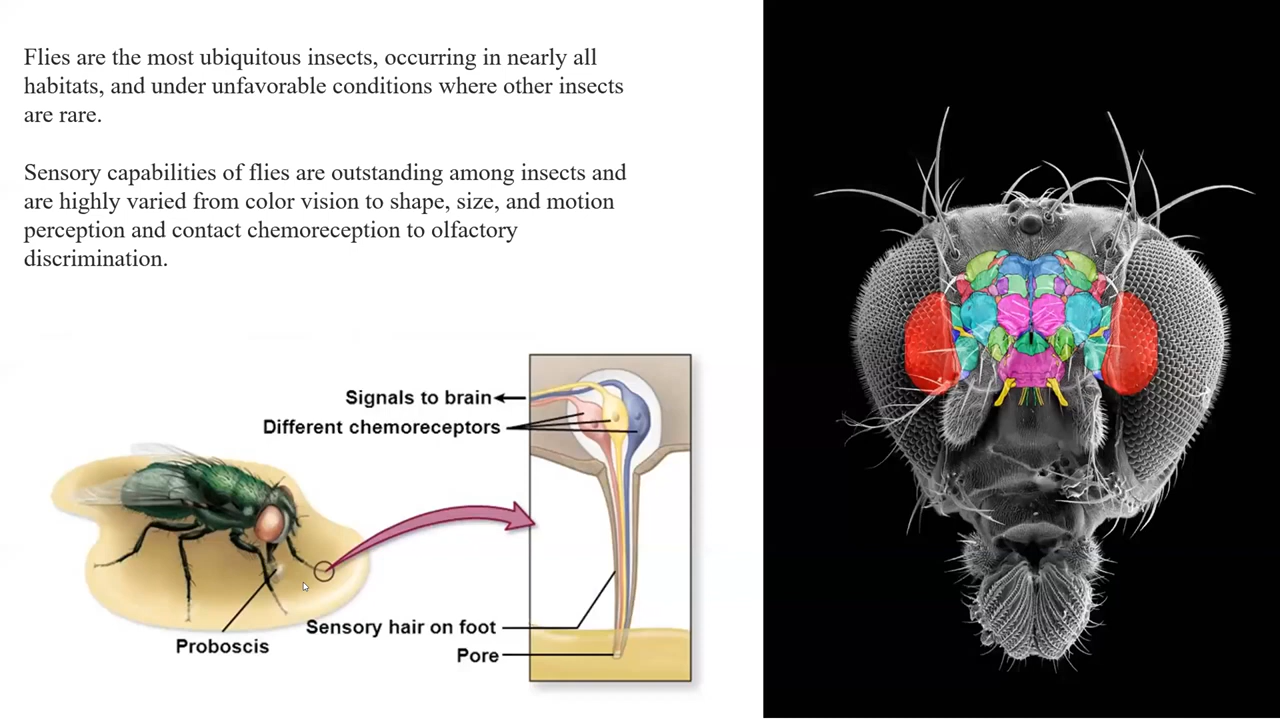 Flies are the most ubiquitous insects, occurring in nearly all
habitats, and under unfavorable conditions where other insects
are rare.
Sensory capabilities of flies are outstanding among insects and
are highly varied from color vision to shape, size, and motion
perception and contact chemoreception to olfactory
discrimination.
Signals to brain
Different chemoreceptors
Sensory hair on foot
Proboscis
Pore